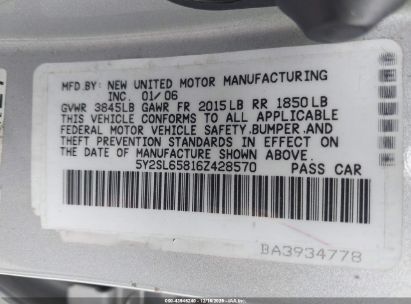 MFD.BY: NEW UNITED MOTOR MANUFACTURING
INC. 01/06
GVWR 3845LB GAWR FR 2015LB RR 1850LB
THIS VEHICLE CONFORMS TO ALL APPLICABLE
FEDERAL MOTOR VEHICLE SAFETY,BUMPER,AND
THEFT PREVENTION STANDARDS IN EFFECT ON
THE DATE OF MANUFACTURE SHOWN ABOVE.
5Y2SL65816Z428570 PASS CAR
BA3934778